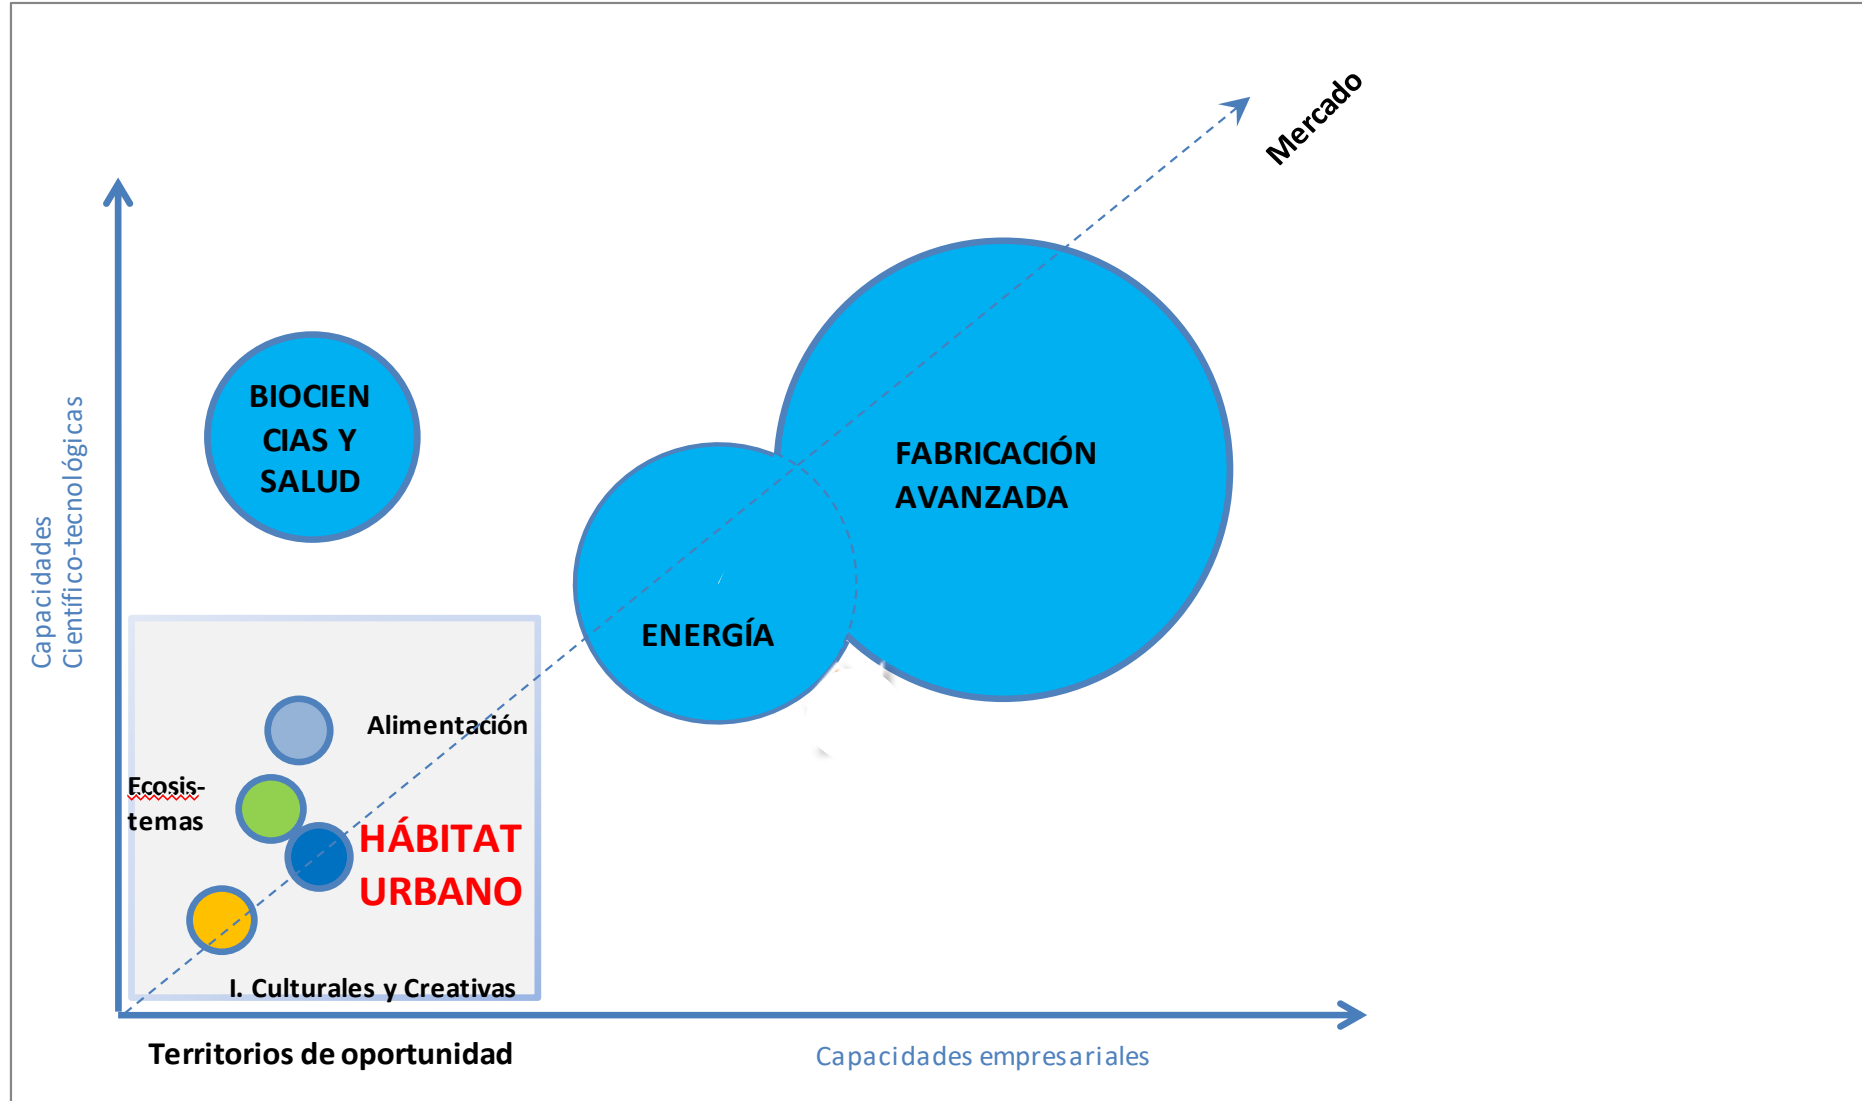 Mercado
Capacidades
Científico-tecnológicas
BIOCIEN
CIAS Y
SALUD
FABRICACIÓN
AVANZADA
ENERGÍA
Alimentación
Ecosis-
temas
HÁBITAT
URBANO
I. Culturales y Creativas
Territorios de oportunidad
Capacidades empresariales